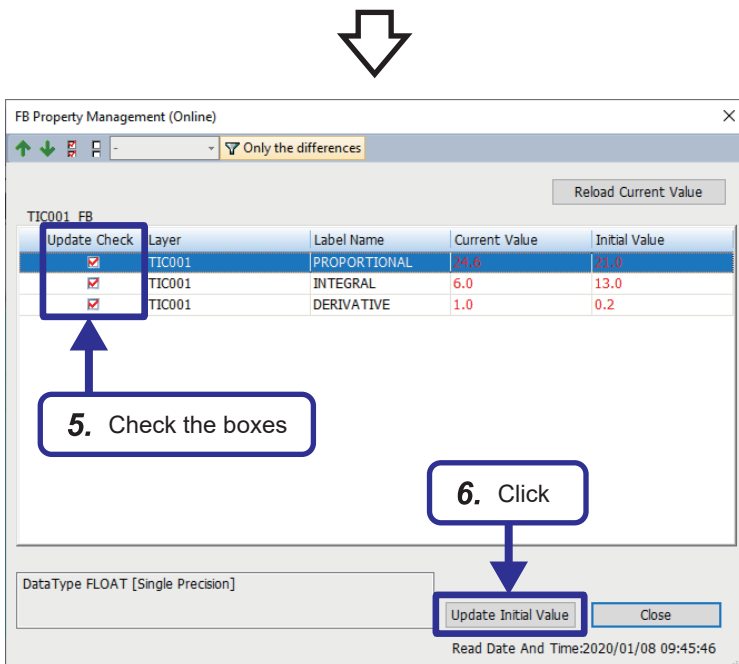 FB Property Management (Online)
- Only the differences
Reload Current Value
TIC001_FB
Update Check Layer Label Name Current Value Initial Value
TIC001 PROPORTIONAL 24.6 21.0
TIC001 INTEGRAL 6.0 13.0
TIC001 DERIVATIVE 1.0 0.2
5. Check the boxes
6. Click
DataType FLOAT [Single Precision]
Update Initial Value Close
Read Date And Time:2020/01/08 09:45:46